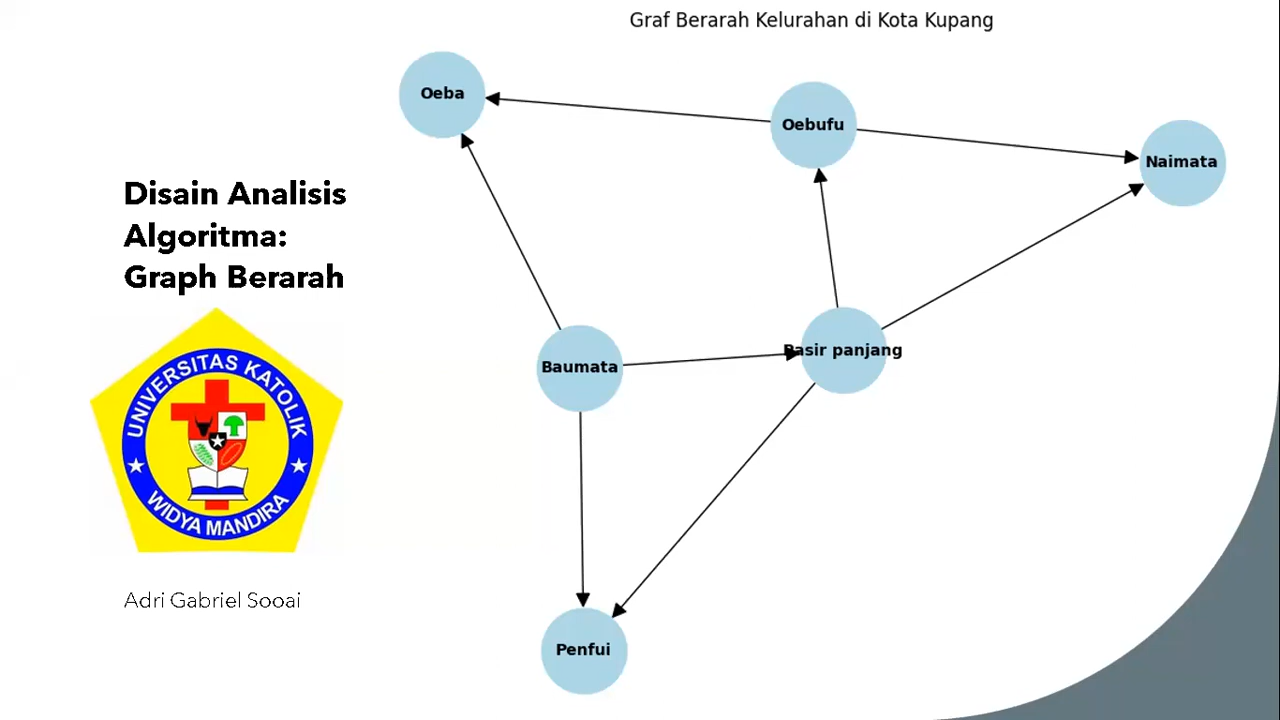 Graf Berarah Kelurahan di Kota Kupang
Oeba
Oebufu
Naimata
Disain Analisis
Algoritma:
Graph Berarah
Baumata
Pasir panjang
UNIVERSITAS KATOLIK
WIDYA MANDIRA
Adri Gabriel Sooai
Penfui